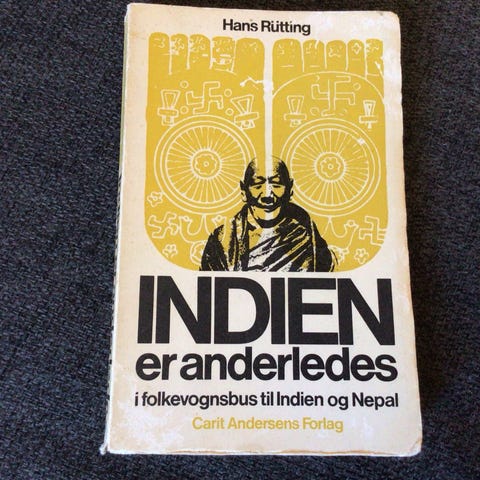 Hans Rütting
INDIEN
er anderledes
i folkevognsbus til Indien og Nepal
Carit Andersens Forlag